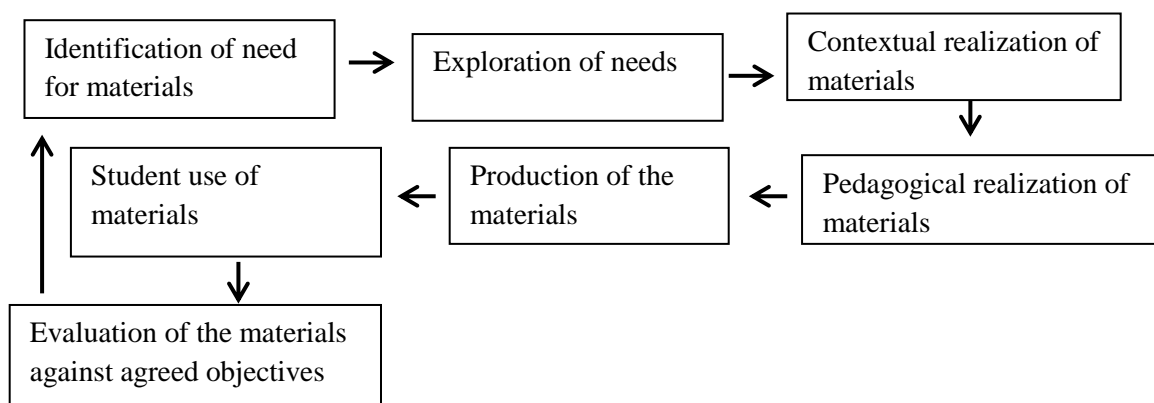 Identification of need
for materials
Exploration of needs
Contextual realization of
materials
Pedagogical realization of
materials
Production of the
materials
Student use of
materials
Evaluation of the materials
against agreed objectives